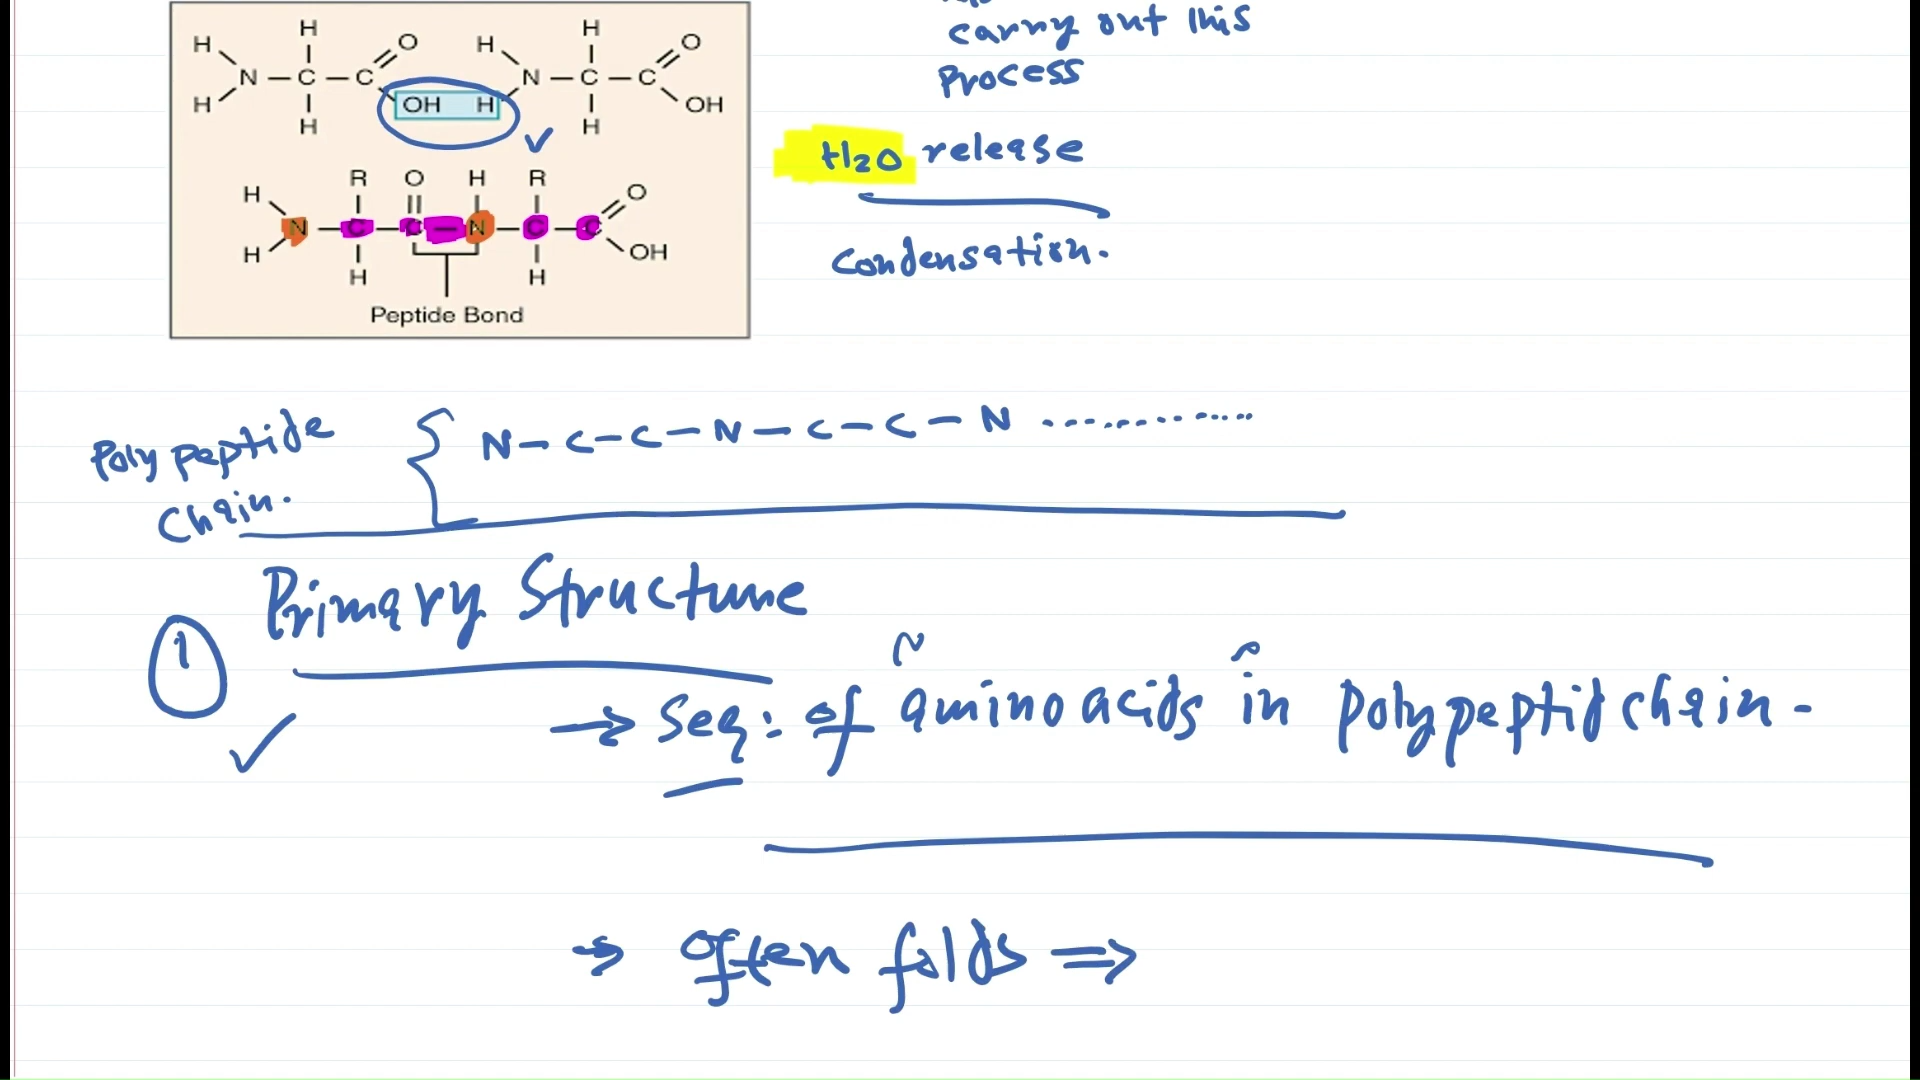 carry out this
process
H H
H O H O
N – C – C N – C – C
H OH H OH
H H
H2O release
R O H R
H O
N – C – C – N – C – C
H OH
H H
Peptide Bond
Condensation.
Poly peptide
chain.
N – C – C – N – C – C – N ..............
Primary Structure
1
→ Seq: of amino acids in polypeptid chain -
→ often folds ⇒